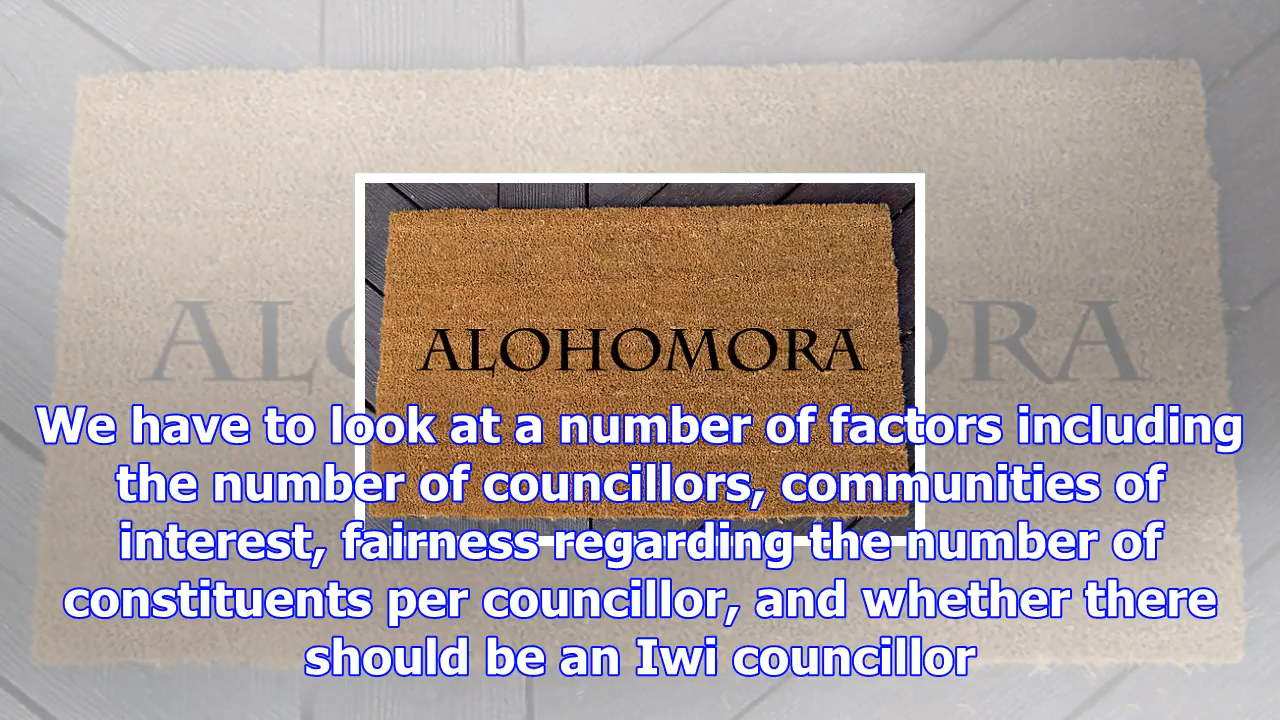 ALOHOMORA
We have to look at a number of factors including
the number of councillors, communities of
interest, fairness regarding the number of
constituents per councillor, and whether there
should be an Iwi councillor